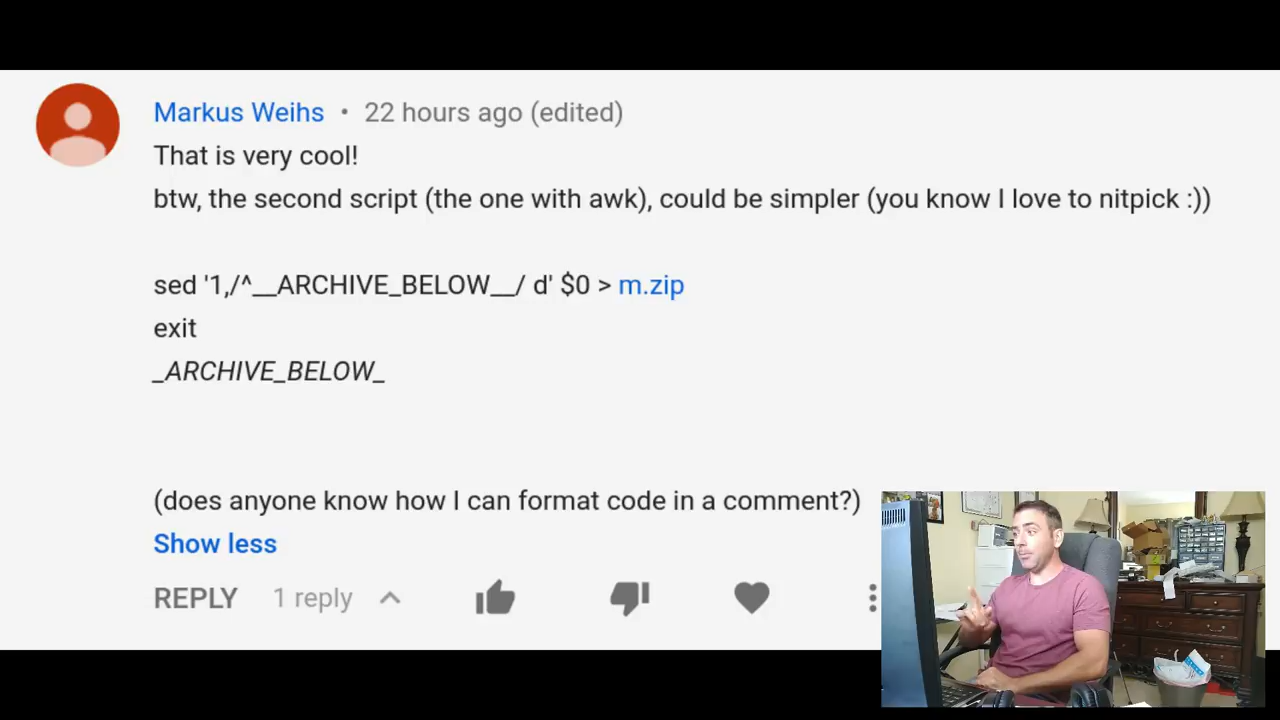 Markus Weihs • 22 hours ago (edited)
That is very cool!
btw, the second script (the one with awk), could be simpler (you know I love to nitpick :))
sed '1,/^__ARCHIVE_BELOW__/ d' $0 > m.zip
exit
_ARCHIVE_BELOW_
(does anyone know how I can format code in a comment?)
Show less
REPLY 1 reply